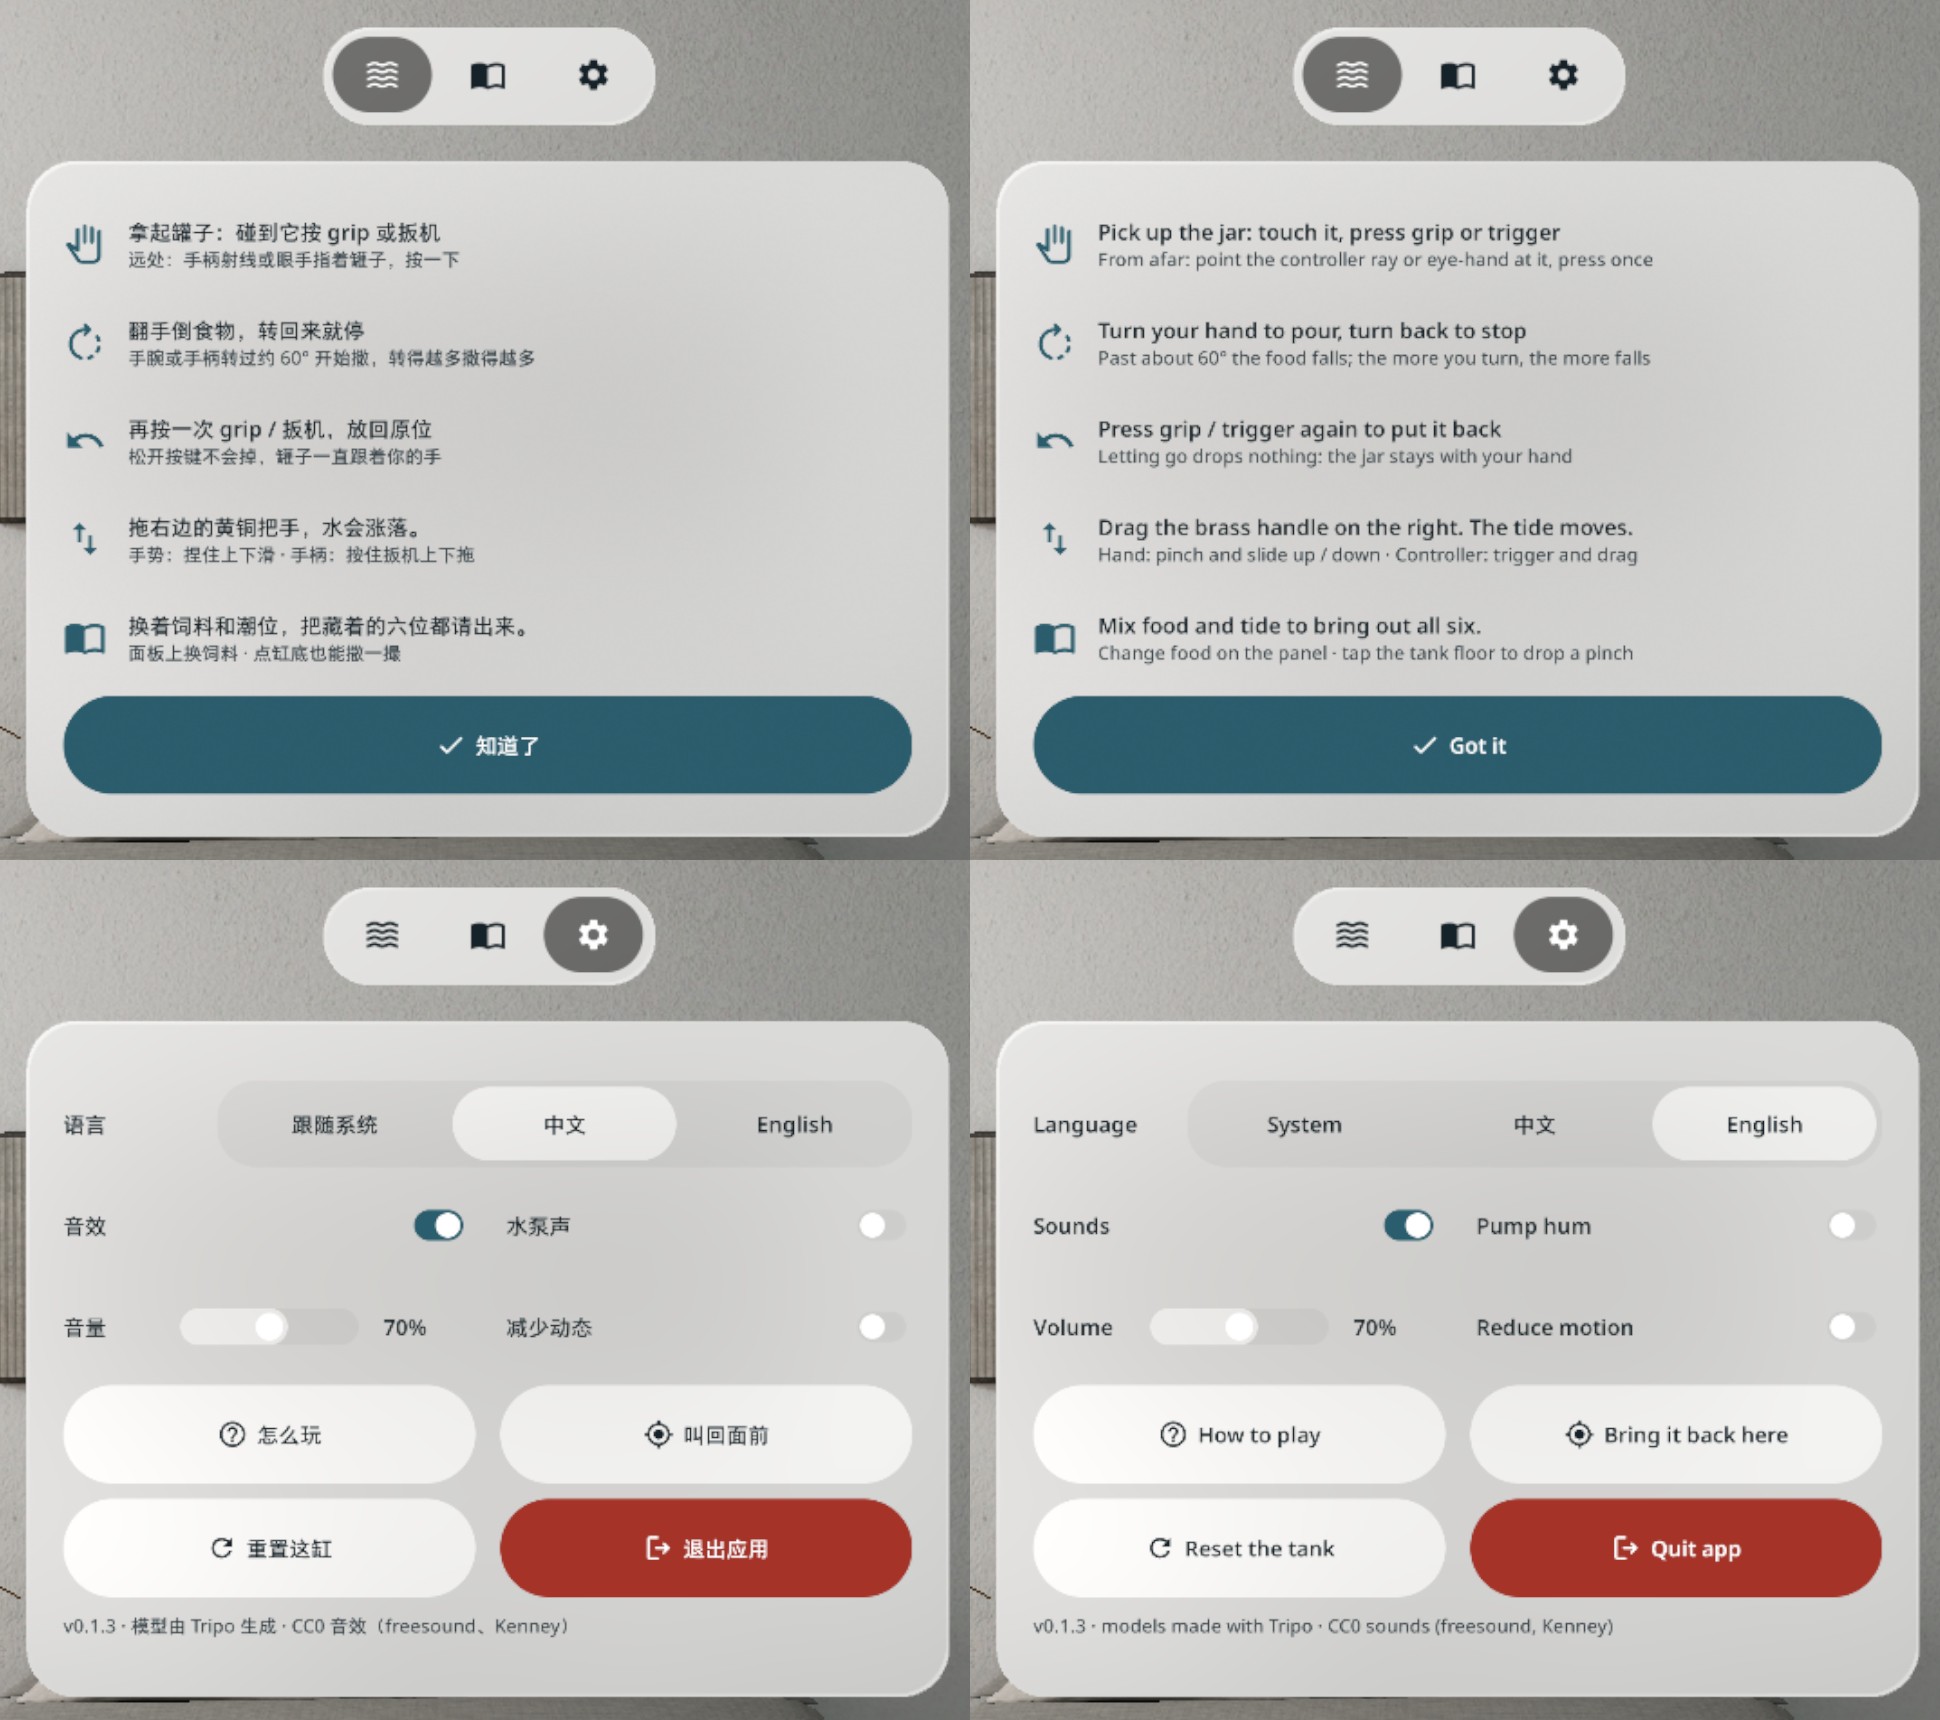 拿起罐子：碰到它按 grip 或扳机
远处：手柄射线或眼手指着罐子，按一下
翻手倒食物，转回来就停
手腕或手柄转过约 60° 开始撒，转得越多撒得越多
再按一次 grip / 扳机，放回原位
松开按键不会掉，罐子一直跟着你的手
拖右边的黄铜把手，水会涨落。
手势：捏住上下滑 · 手柄：按住扳机上下拖
换着饲料和潮位，把藏着的六位都请出来。
面板上换饲料 · 点缸底也能撒一撮
知道了
Pick up the jar: touch it, press grip or trigger
From afar: point the controller ray or eye-hand at it, press once
Turn your hand to pour, turn back to stop
Past about 60° the food falls; the more you turn, the more falls
Press grip / trigger again to put it back
Letting go drops nothing: the jar stays with your hand
Drag the brass handle on the right. The tide moves.
Hand: pinch and slide up / down · Controller: trigger and drag
Mix food and tide to bring out all six.
Change food on the panel · tap the tank floor to drop a pinch
Got it
语言 跟随系统 中文 English
音效 水泵声
音量 70% 减少动态
怎么玩 叫回面前
重置这缸 退出应用
v0.1.3 · 模型由 Tripo 生成 · CC0 音效（freesound、Kenney）
Language System 中文 English
Sounds Pump hum
Volume 70% Reduce motion
How to play Bring it back here
Reset the tank Quit app
v0.1.3 · models made with Tripo · CC0 sounds (freesound, Kenney)